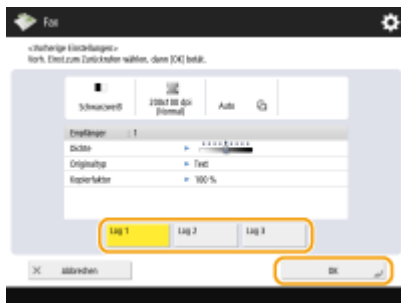 Fax
<Vorherige Einstellungen>
Vorh. Einst.zum Zurückrufen wählen, dann [OK] betät.
Schwarzweiß
200x100 dpi
(Normal)
Auto
Empfänger : 1
Dichte
Originaltyp ► Text
Kopierfaktor ► 100 %
Log 1
Log 2
Log 3
Abbrechen
OK